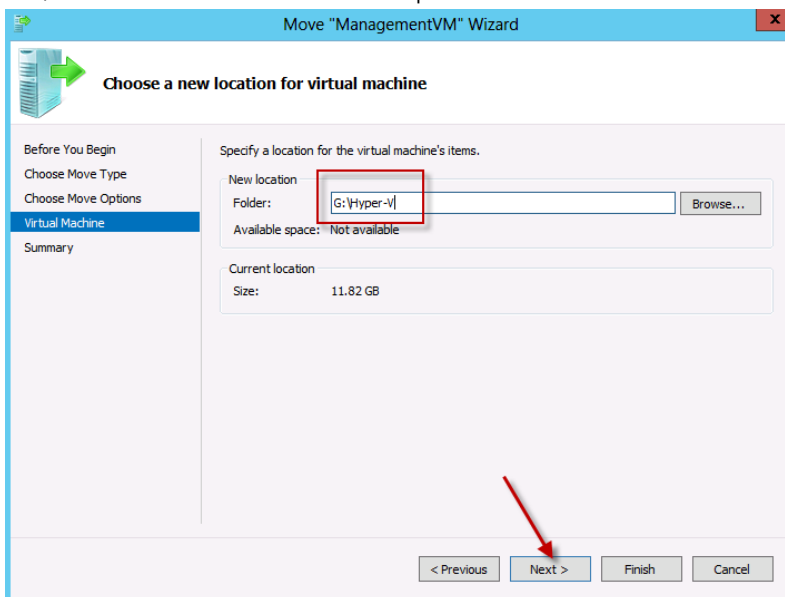 Move "ManagementVM" Wizard
X
Choose a new location for virtual machine
Before You Begin
Choose Move Type
Choose Move Options
Virtual Machine
Summary
Specify a location for the virtual machine's items.
New location
Folder: G:\Hyper-V Browse...
Available space: Not available
Current location
Size: 11.82 GB
< Previous Next > Finish Cancel